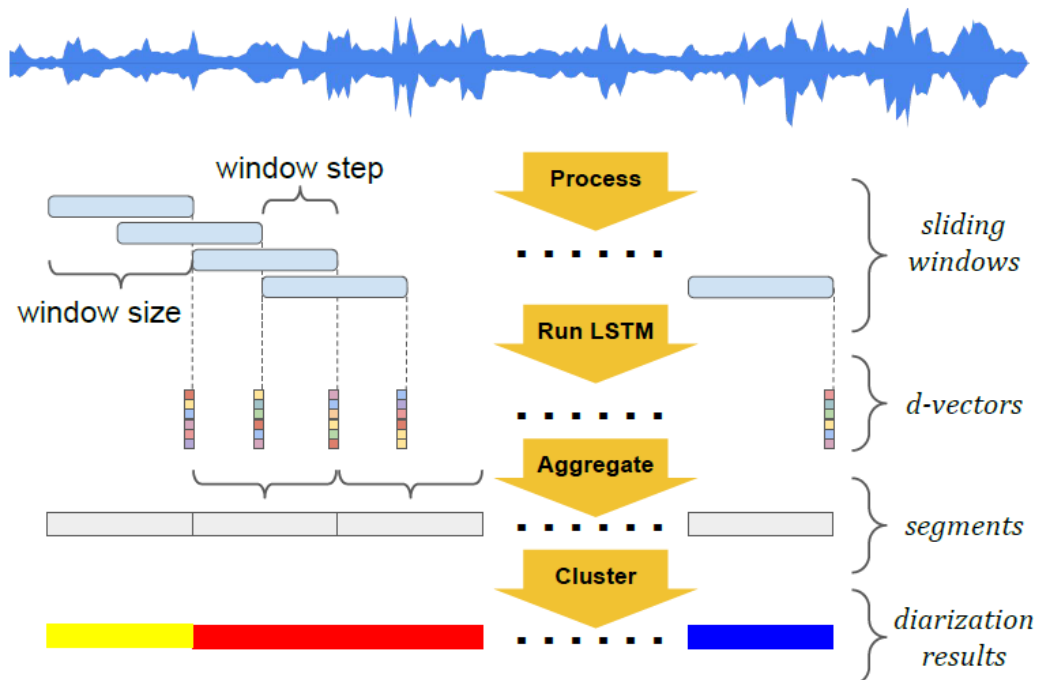 window step
Process
sliding
windows
window size
Run LSTM
d-vectors
Aggregate
segments
Cluster
diarization
results